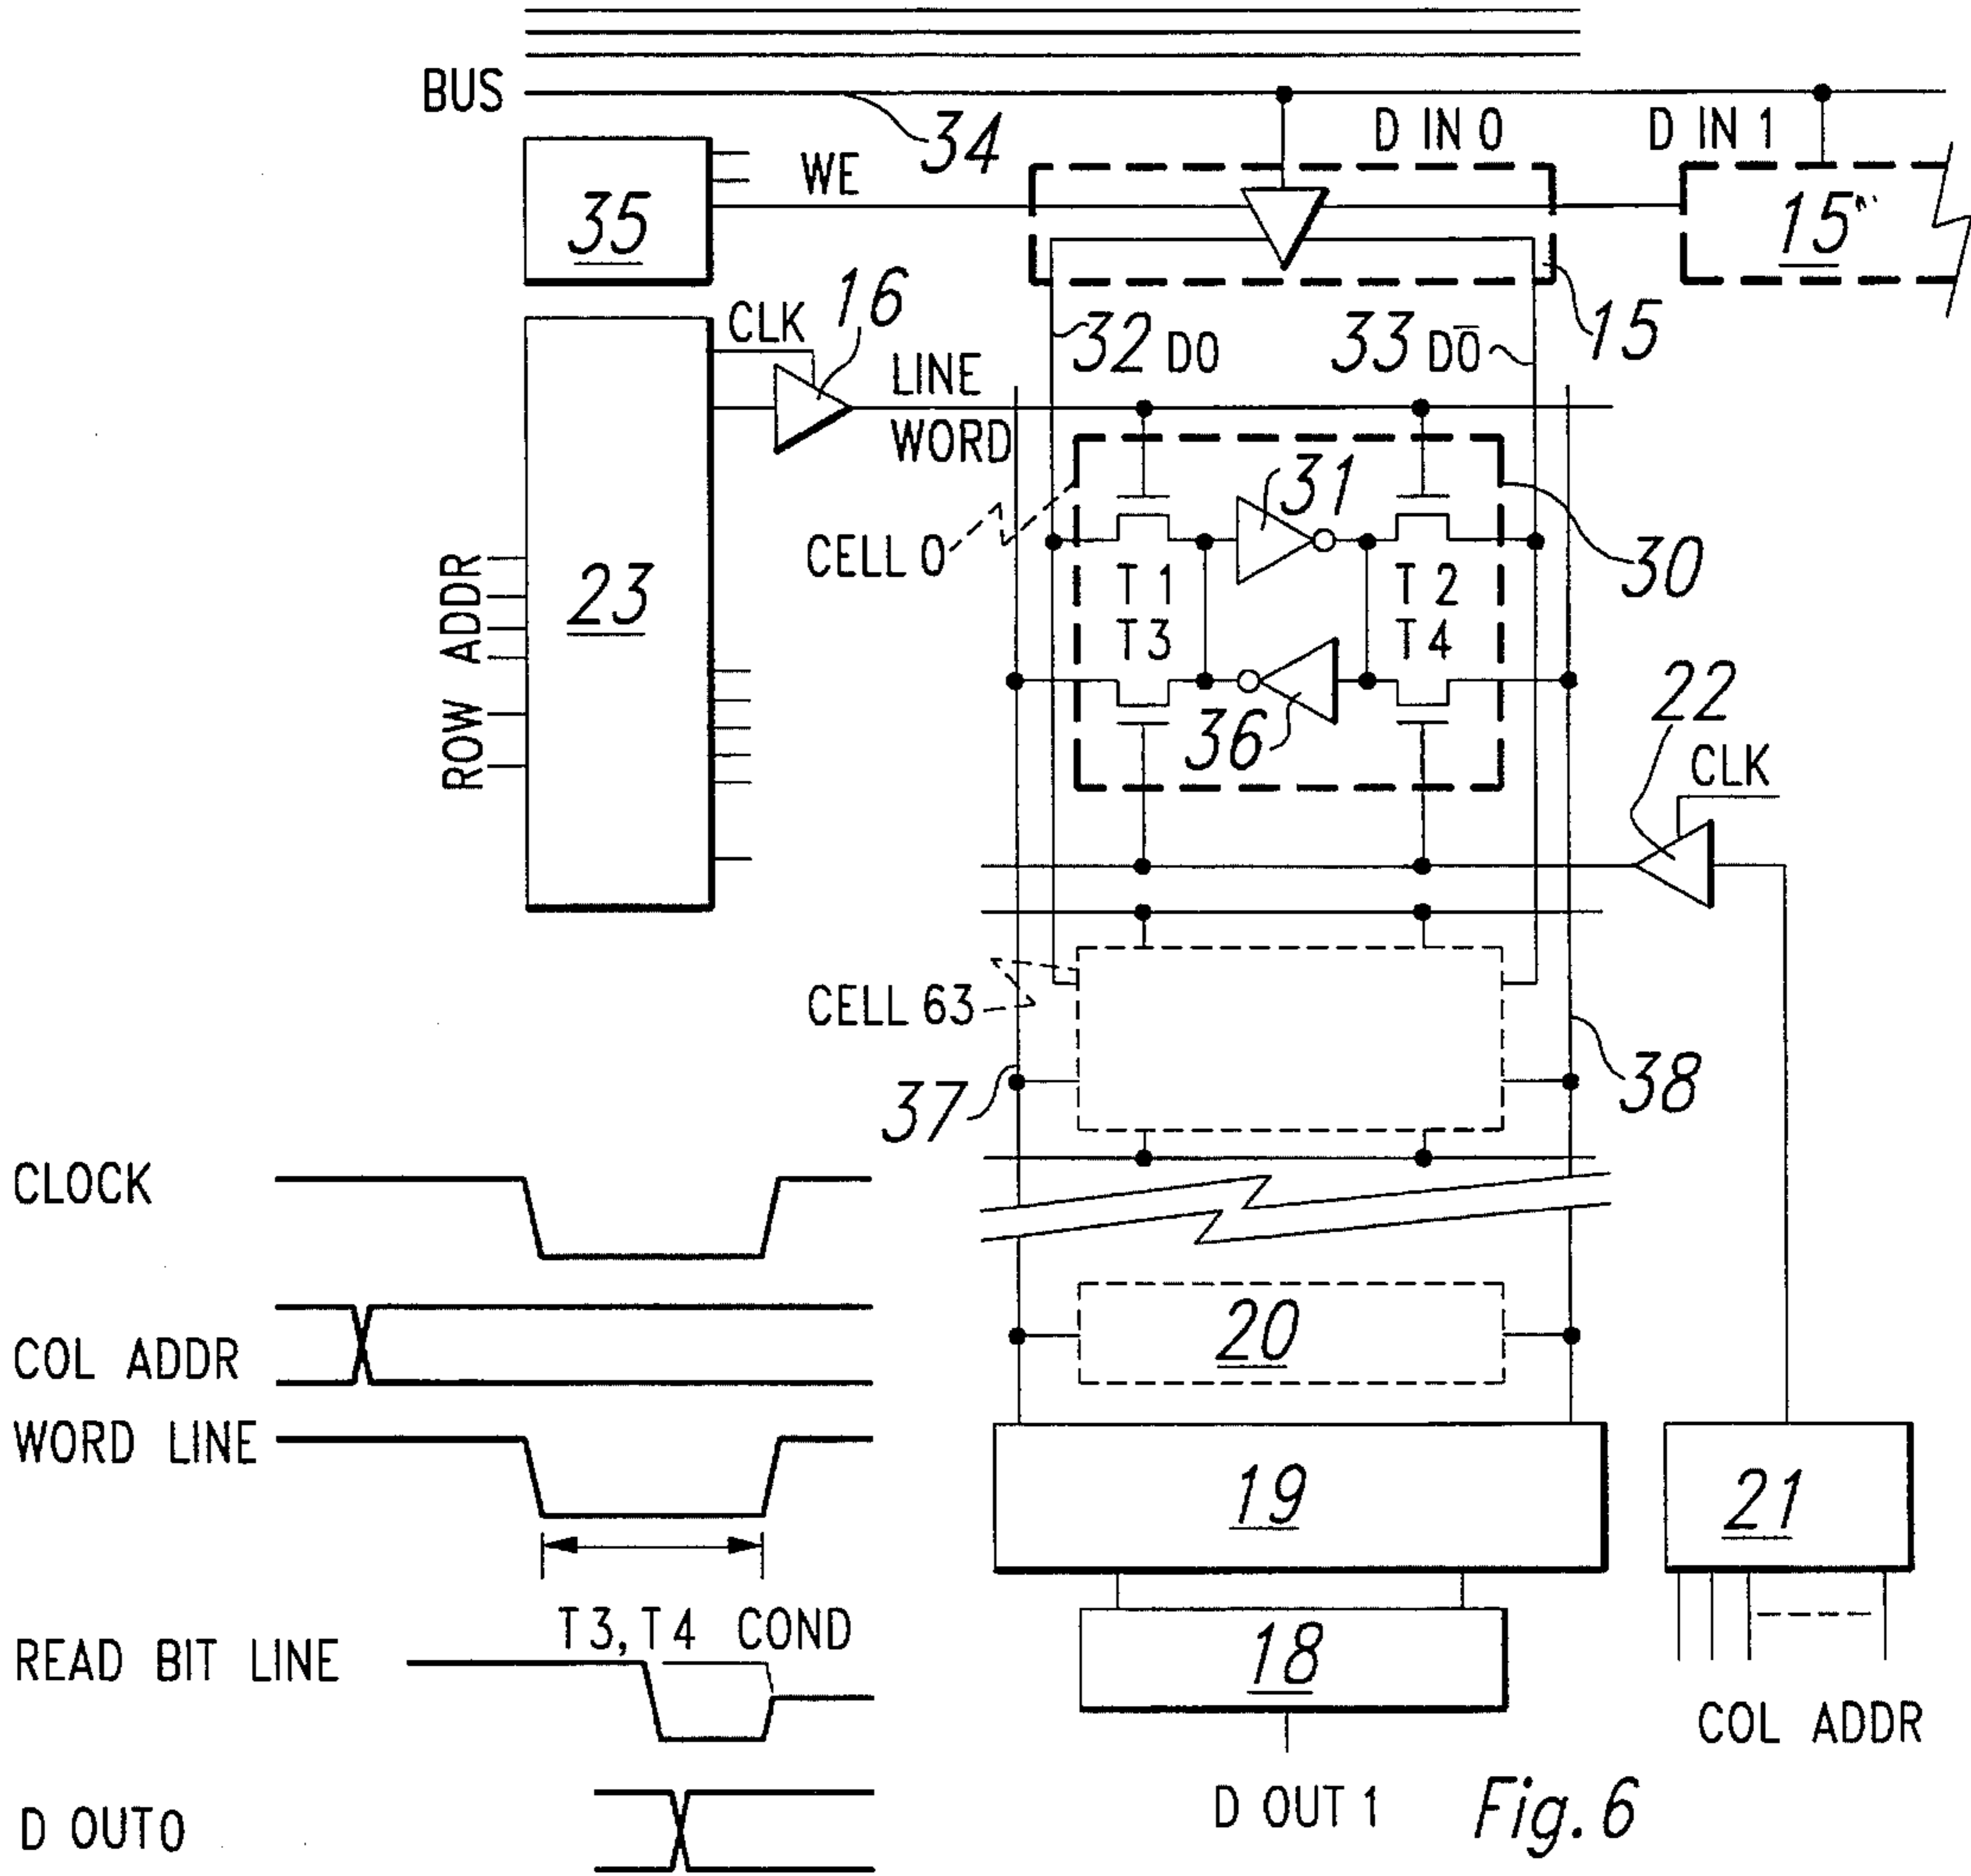 BUS
34
D IN 0
D IN 1
35
WE
15
15"
CLK
16
LINE
WORD
32 D0
33 D0̅
31
CELL 0
30
ROW ADDR
23
T 1
T 2
T 3
T 4
36
22
CLK
CELL 63
37
38
CLOCK
COL ADDR
20
WORD LINE
19
21
T3, T4 COND
READ BIT LINE
18
COL ADDR
D OUT 1
Fig. 6
D OUT0